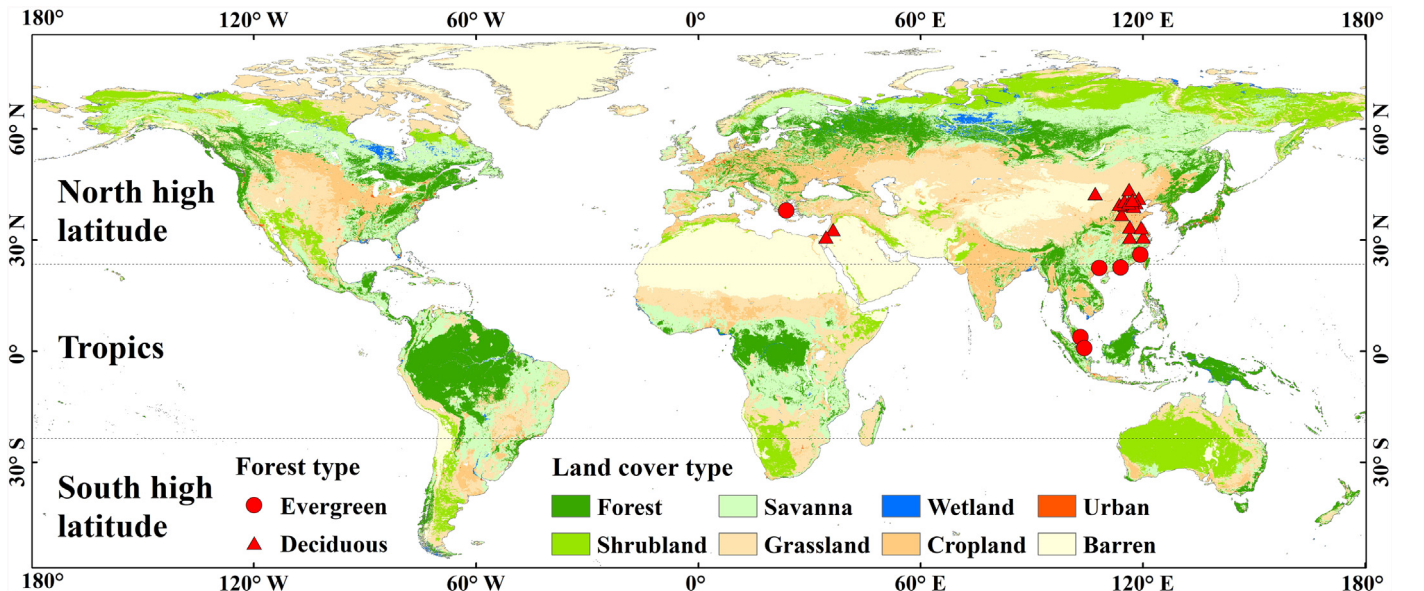 180° 120° W 60° W 0° 60° E 120° E 180°
60° N 60° N
North high
latitude
30° N 30° N
Tropics
0° 0°
30° S 30° S
South high
latitude
Forest type
Evergreen
Deciduous
Land cover type
Forest Savanna Wetland Urban
Shrubland Grassland Cropland Barren
180° 120° W 60° W 0° 60° E 120° E 180°